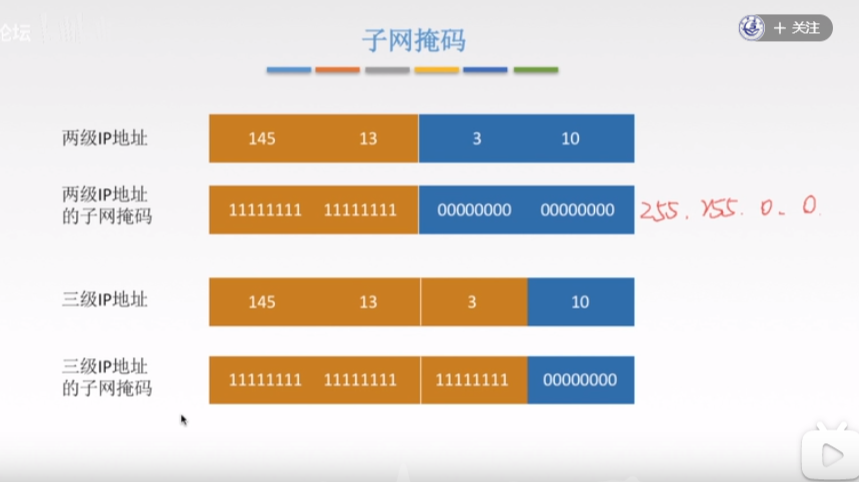 论坛
+ 关注
子网掩码
两级IP地址 145 13 3 10
两级IP地址
的子网掩码 11111111 11111111 00000000 00000000 255.255.0.0.
三级IP地址 145 13 3 10
三级IP地址
的子网掩码 11111111 11111111 11111111 00000000